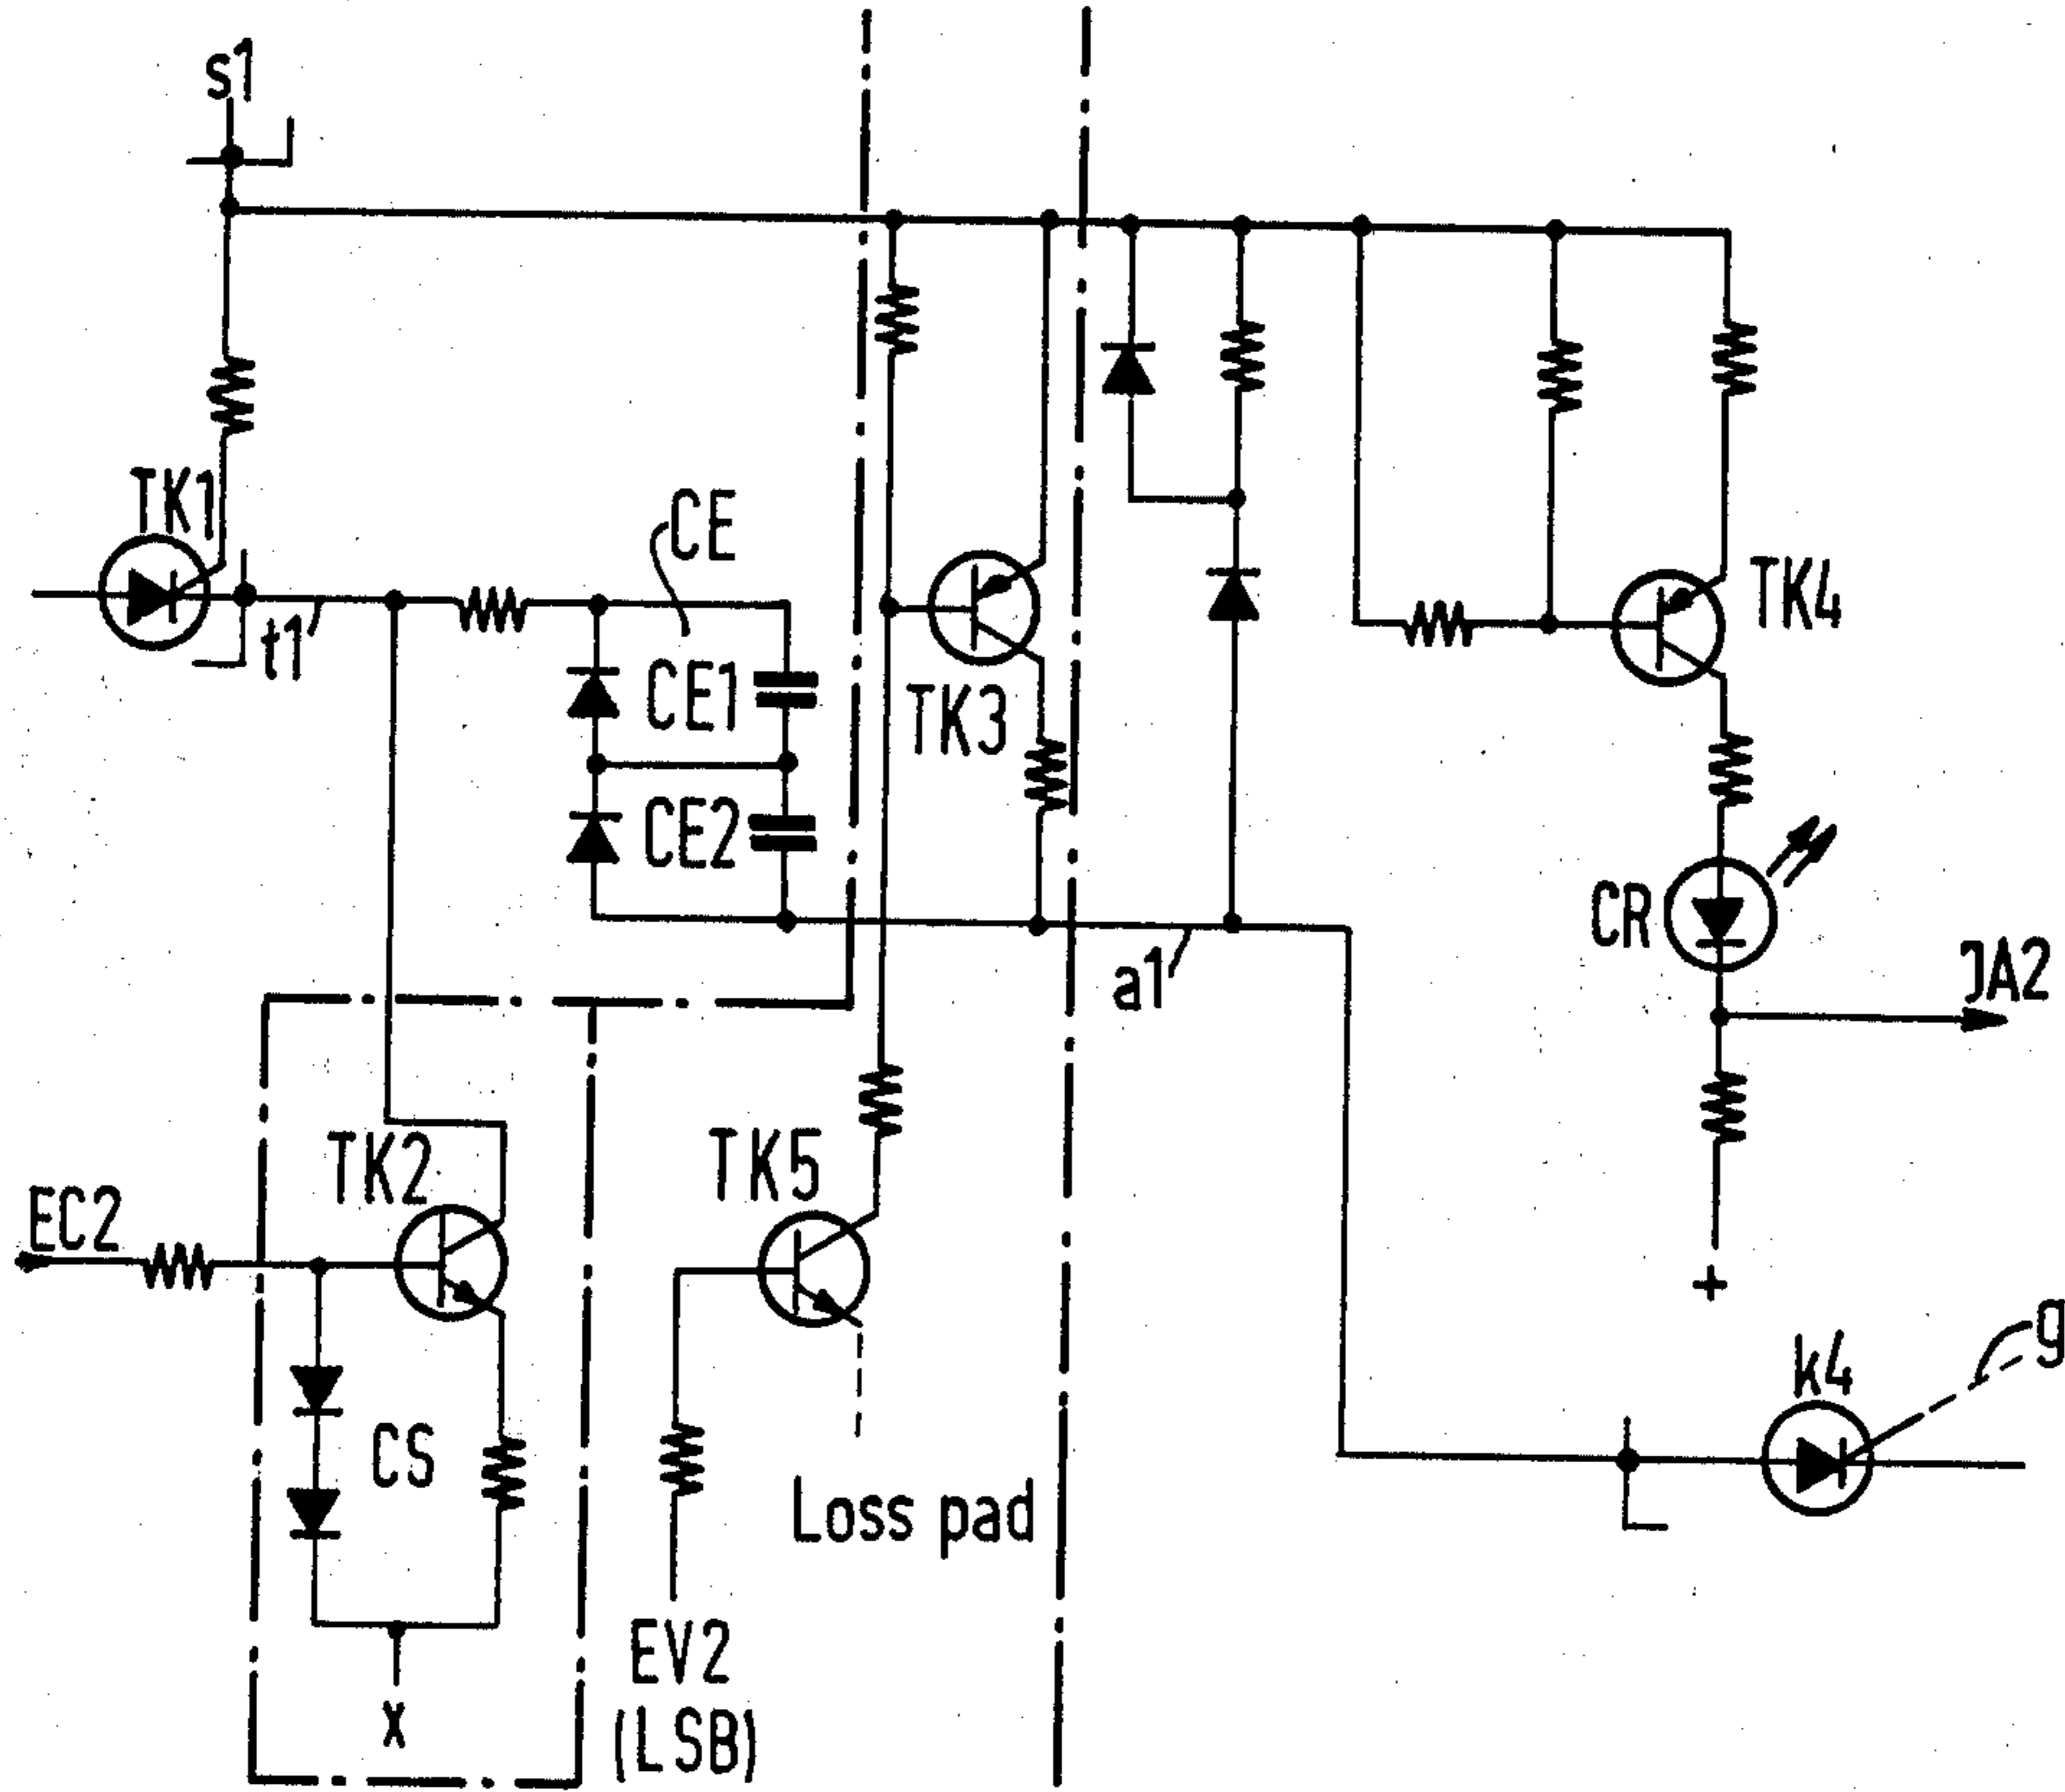 s1
TK1
CE
t1
CE1
TK3
TK4
CE2
CR
a1
JA2
TK2
TK5
EC2
+
g
k4
CS
Loss pad
EV2
(LSB)
x